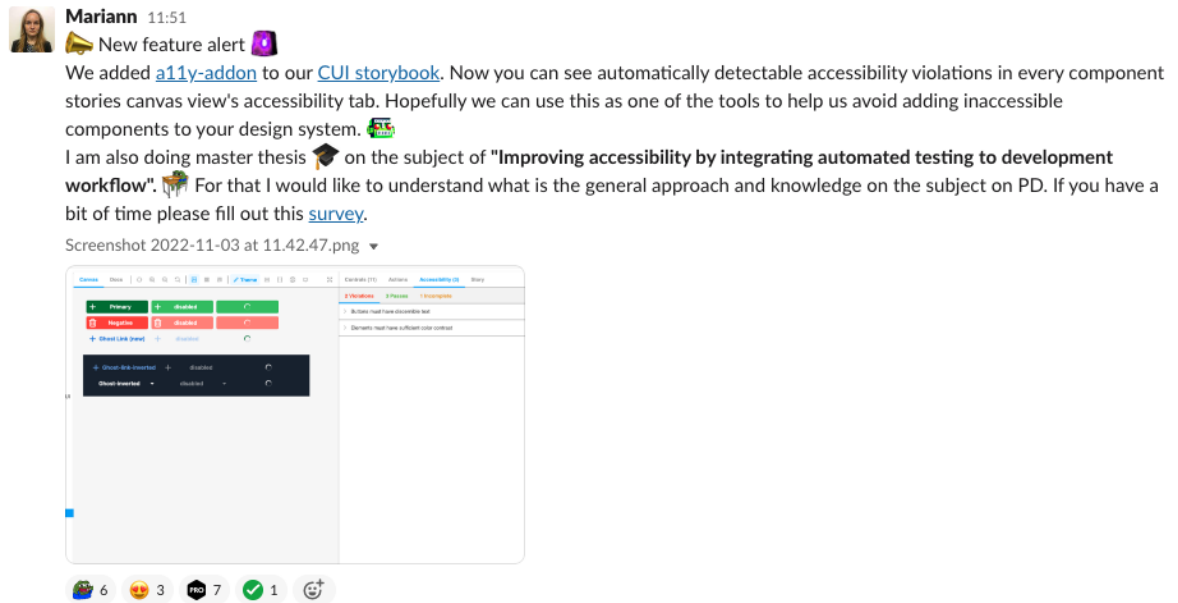 Mariann 11:51
New feature alert
We added a11y-addon to our CUI storybook. Now you can see automatically detectable accessibility violations in every component
stories canvas view's accessibility tab. Hopefully we can use this as one of the tools to help us avoid adding inaccessible
components to your design system.
I am also doing master thesis on the subject of "Improving accessibility by integrating automated testing to development
workflow". For that I would like to understand what is the general approach and knowledge on the subject on PD. If you have a
bit of time please fill out this survey.
Screenshot 2022-11-03 at 11.42.47.png
Canvas Docs Theme Controls (11) Actions Accessibility (3) Story
2 Violations Passes 1 Incomplete
Primary disabled
Buttons must have discernible text
Negative disabled
Elements must have sufficient color contrast
Ghost Link (new) disabled
Ghost-link-inverted disabled
Ghost-inverted disabled
6 3 PRO 7 1